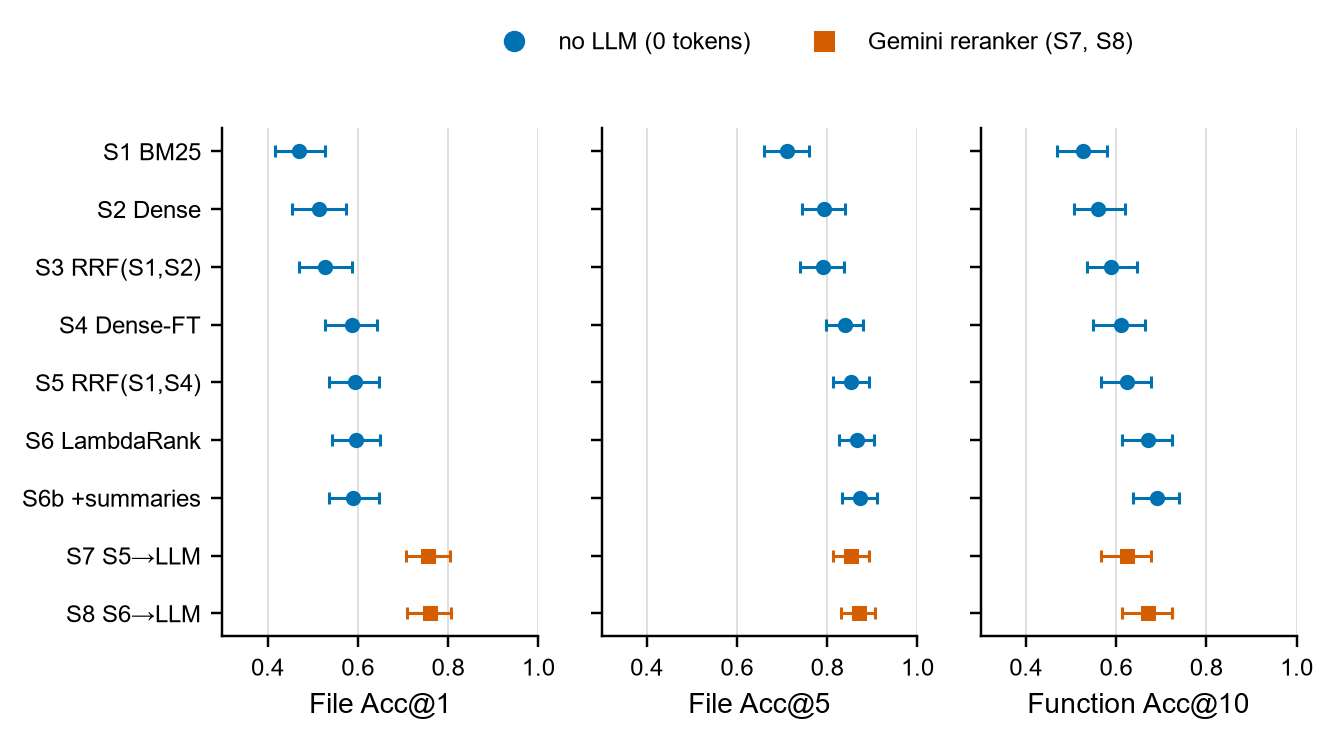 no LLM (0 tokens)
Gemini reranker (S7, S8)
S1 BM25
S2 Dense
S3 RRF(S1,S2)
S4 Dense-FT
S5 RRF(S1,S4)
S6 LambdaRank
S6b +summaries
S7 S5→LLM
S8 S6→LLM
0.4 0.6 0.8 1.0
File Acc@1
0.4 0.6 0.8 1.0
File Acc@5
0.4 0.6 0.8 1.0
Function Acc@10